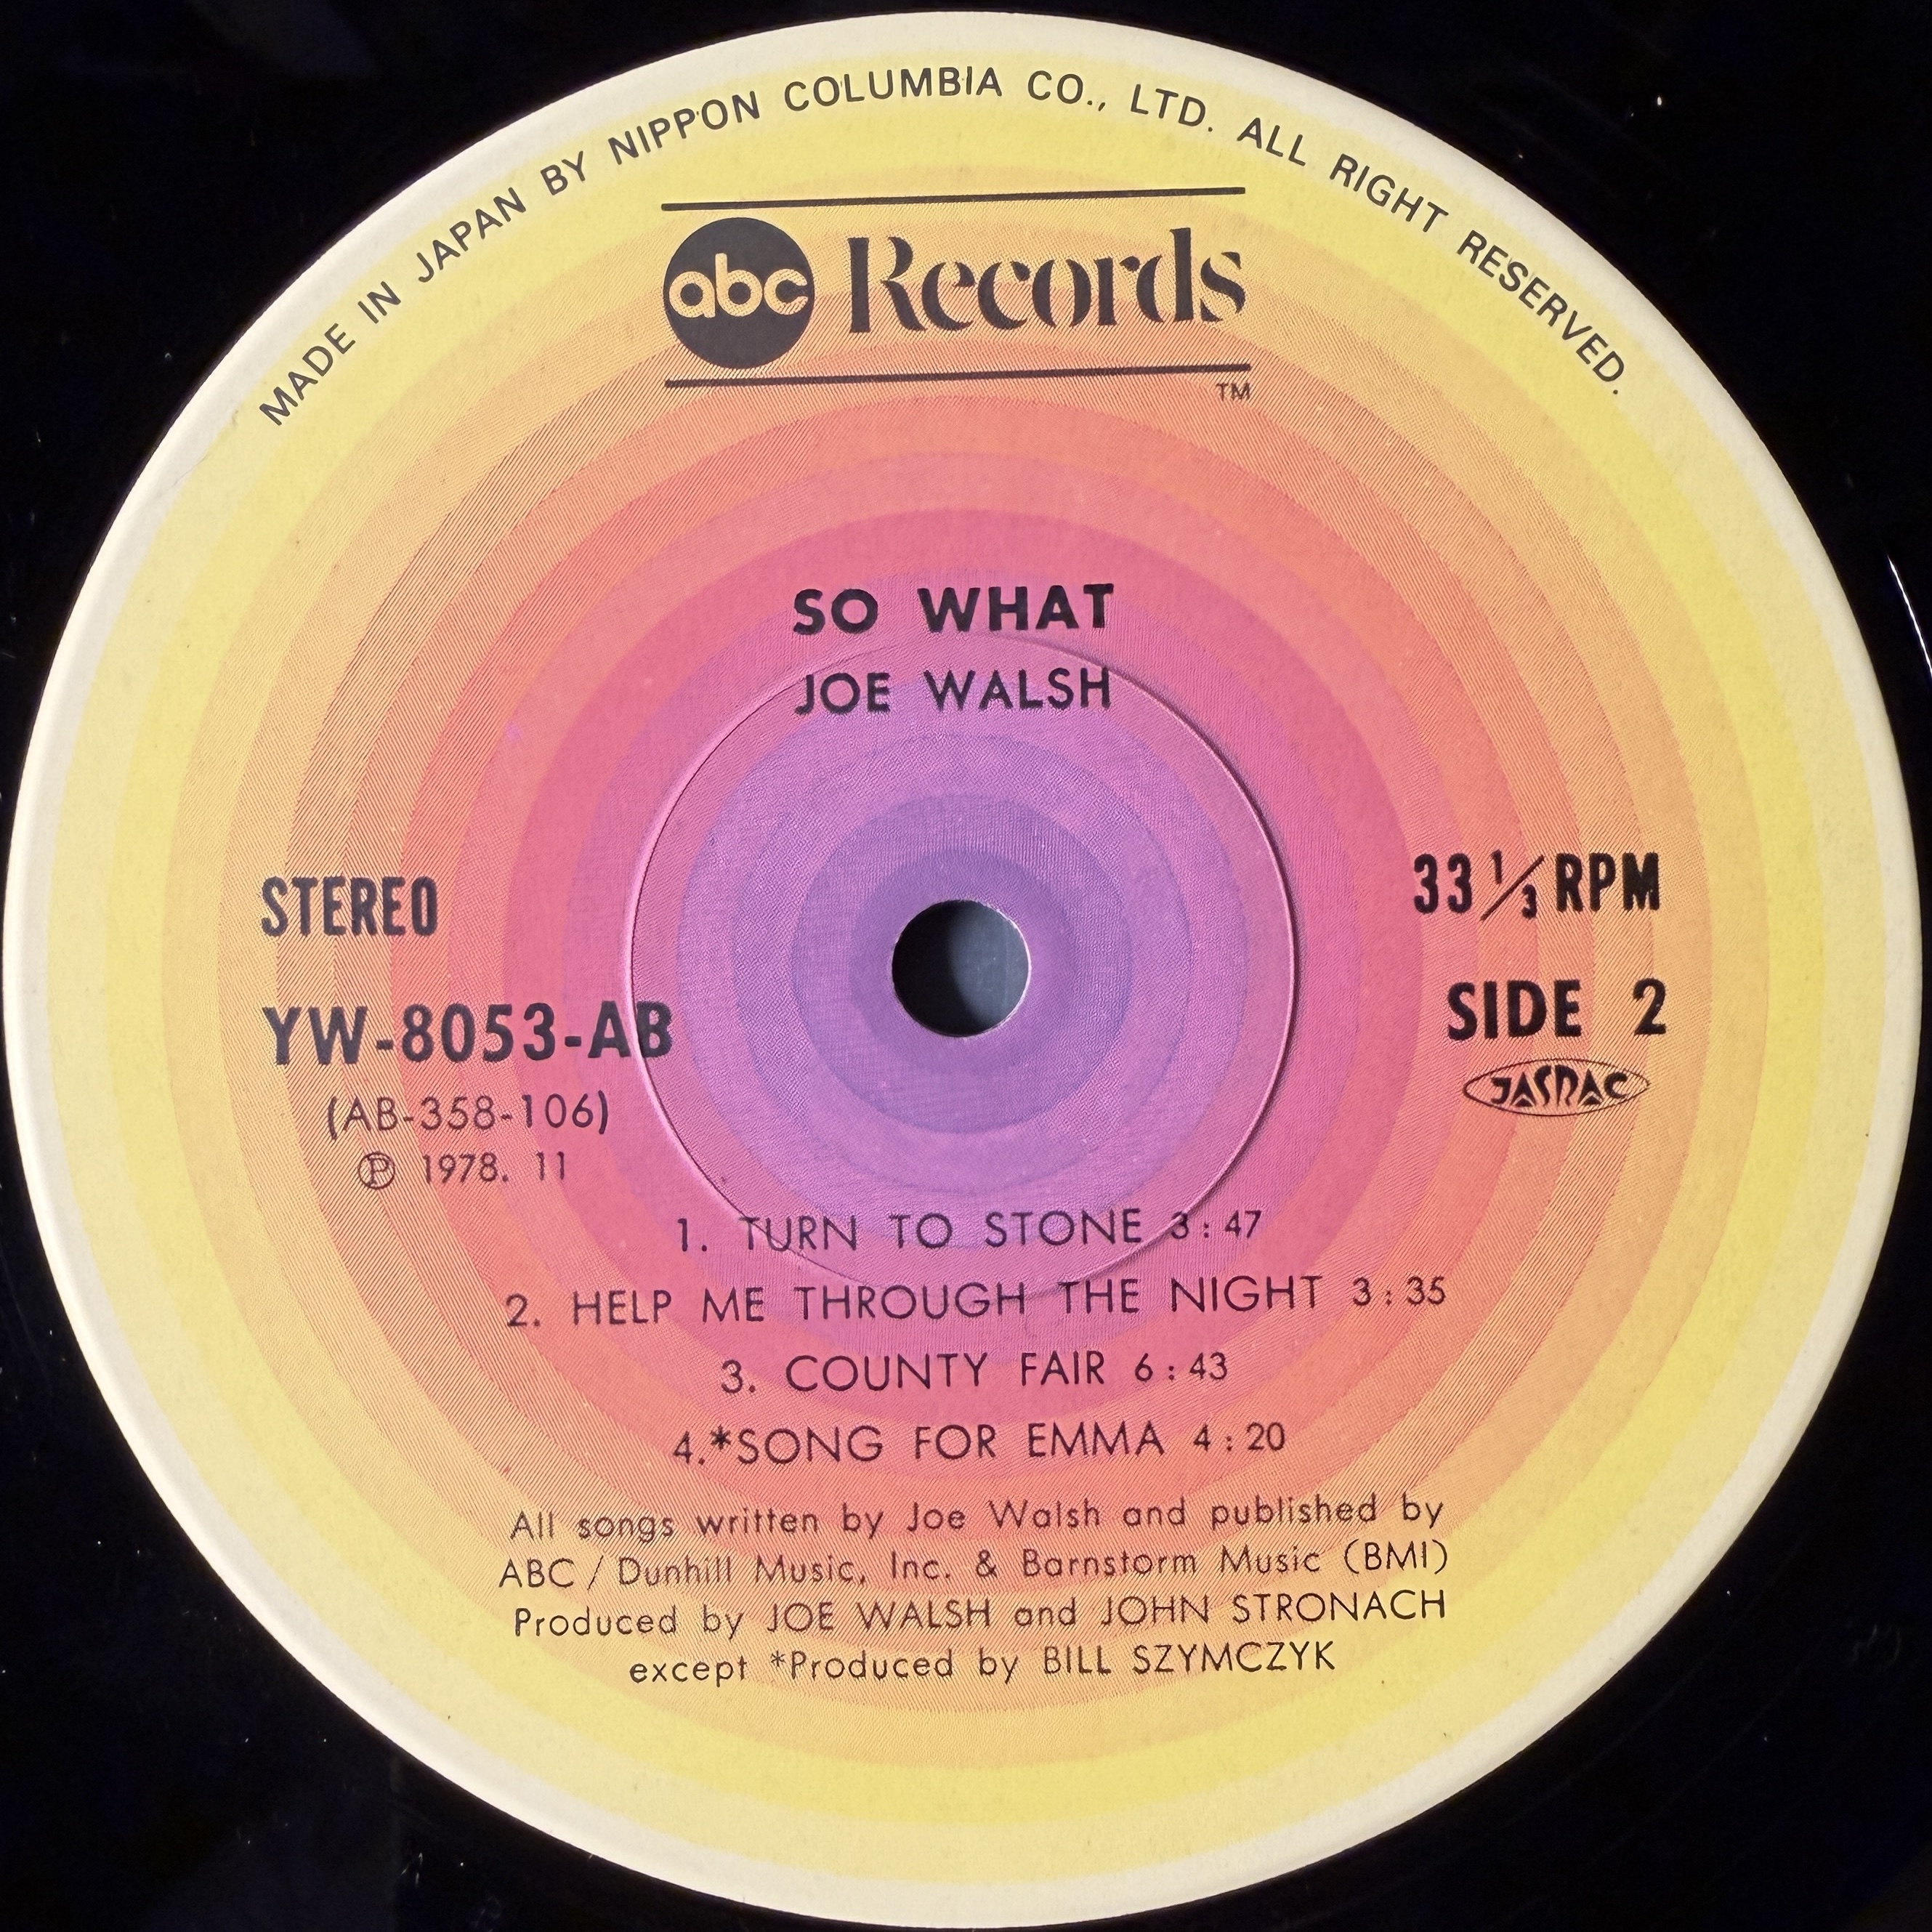 MADE IN JAPAN BY NIPPON COLUMBIA CO., LTD. ALL RIGHT RESERVED.
abc Records
TM
SO WHAT
JOE WALSH
STEREO
33 1/3 RPM
YW-8053-AB
SIDE 2
(AB-358-106)
JASRAC
Ⓟ 1978. 11
1. TURN TO STONE 3:47
2. HELP ME THROUGH THE NIGHT 3:35
3. COUNTY FAIR 6:43
4.*SONG FOR EMMA 4:20
All songs written by Joe Walsh and published by
ABC / Dunhill Music, Inc. & Barnstorm Music (BMI)
Produced by JOE WALSH and JOHN STRONACH
except *Produced by BILL SZYMCZYK